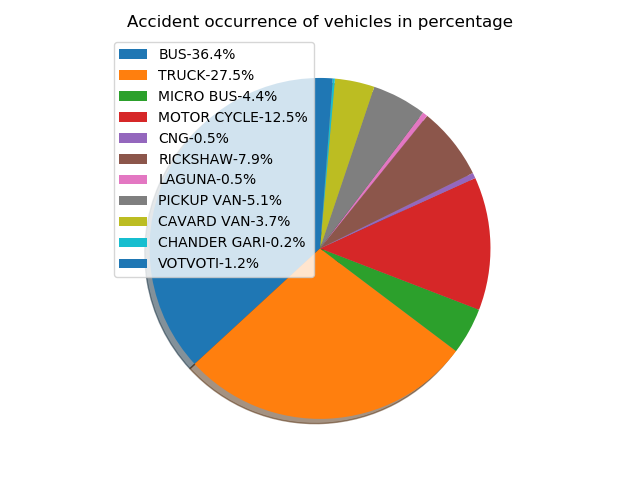 Accident occurrence of vehicles in percentage
BUS-36.4%
TRUCK-27.5%
MICRO BUS-4.4%
MOTOR CYCLE-12.5%
CNG-0.5%
RICKSHAW-7.9%
LAGUNA-0.5%
PICKUP VAN-5.1%
CAVARD VAN-3.7%
CHANDER GARI-0.2%
VOTVOTI-1.2%